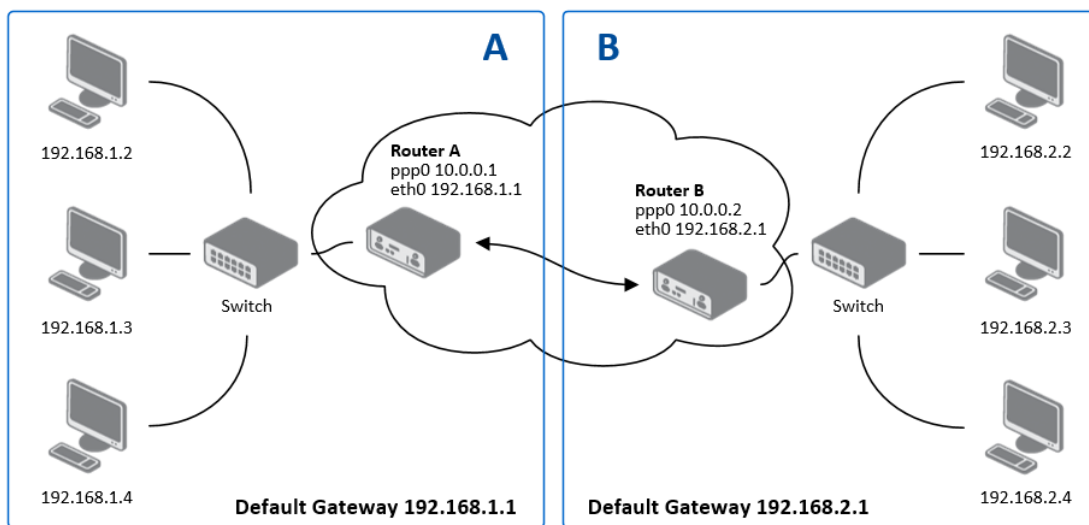 A
B
192.168.1.2
192.168.2.2
Router A
ppp0 10.0.0.1
eth0 192.168.1.1
Router B
ppp0 10.0.0.2
eth0 192.168.2.1
Switch
Switch
192.168.1.3
192.168.2.3
192.168.1.4
192.168.2.4
Default Gateway 192.168.1.1
Default Gateway 192.168.2.1